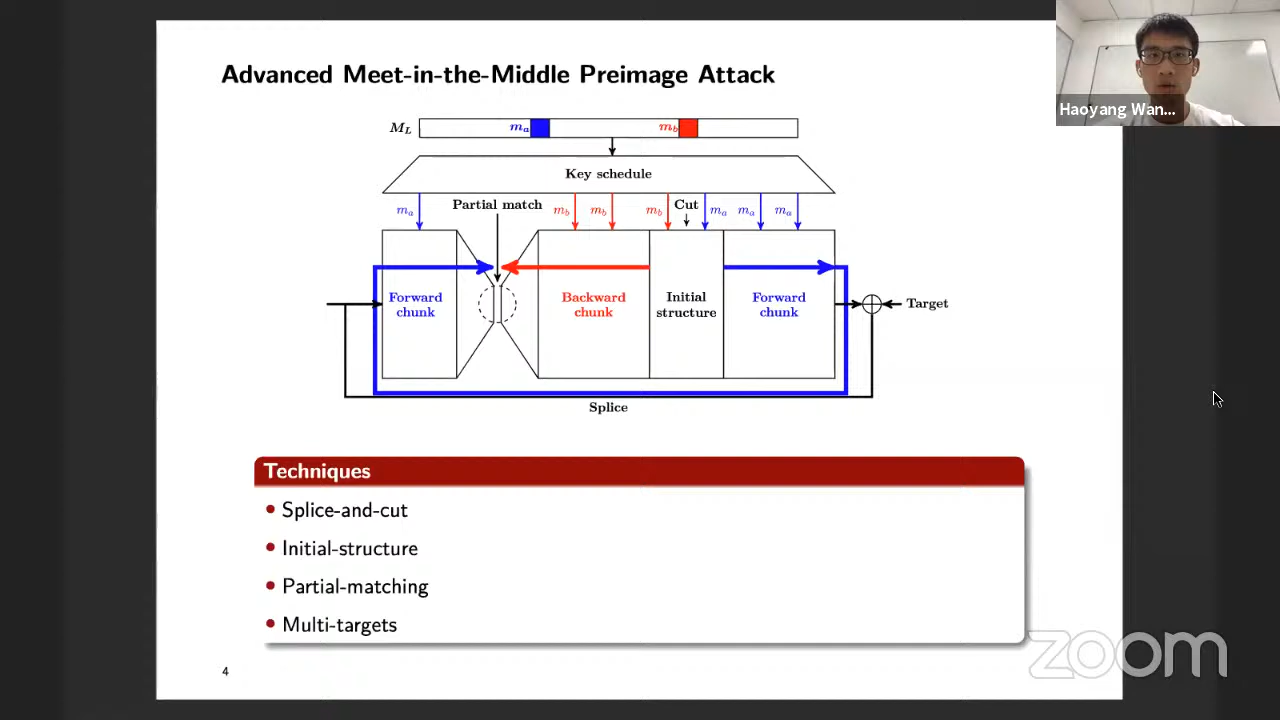 Advanced Meet-in-the-Middle Preimage Attack
Haoyang Wan...
M_L
m_a
m_b
Key schedule
m_a
Partial match
m_b
m_b
m_b
Cut
m_a
m_a
m_a
Forward
chunk
Backward
chunk
Initial
structure
Forward
chunk
Target
Splice
Techniques
• Splice-and-cut
• Initial-structure
• Partial-matching
• Multi-targets
4
zoom